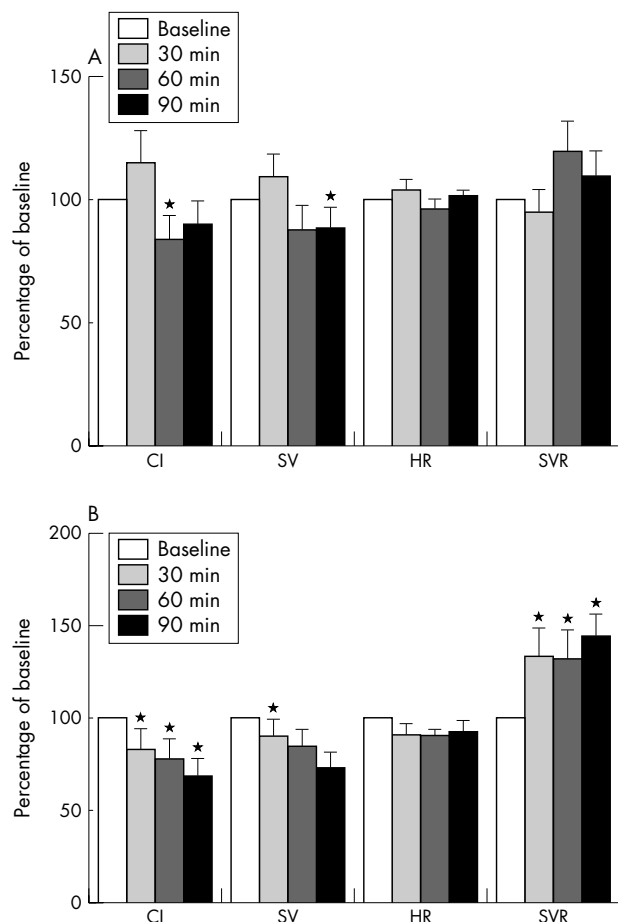 A
Baseline
30 min
60 min
90 min
150
100
50
0
Percentage of baseline
★
★
CI SV HR SVR
B
Baseline
30 min
60 min
90 min
200
150
100
50
0
Percentage of baseline
★ ★ ★
★
★ ★ ★
CI SV HR SVR